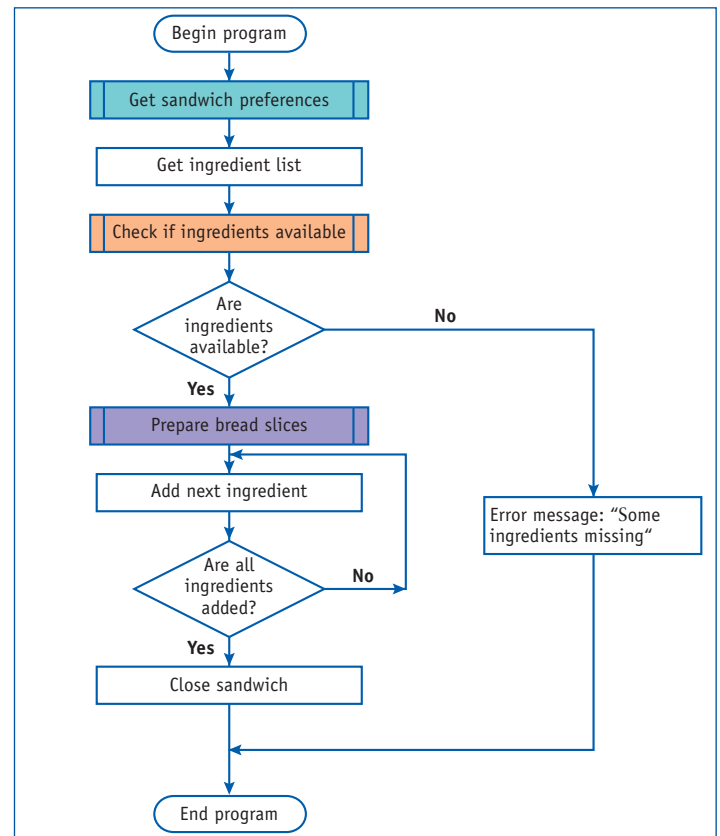 Begin program
Get sandwich preferences
Get ingredient list
Check if ingredients available
Are
ingredients
available?
No
Yes
Prepare bread slices
Add next ingredient
Error message: “Some
ingredients missing“
Are all
ingredients
added?
No
Yes
Close sandwich
End program